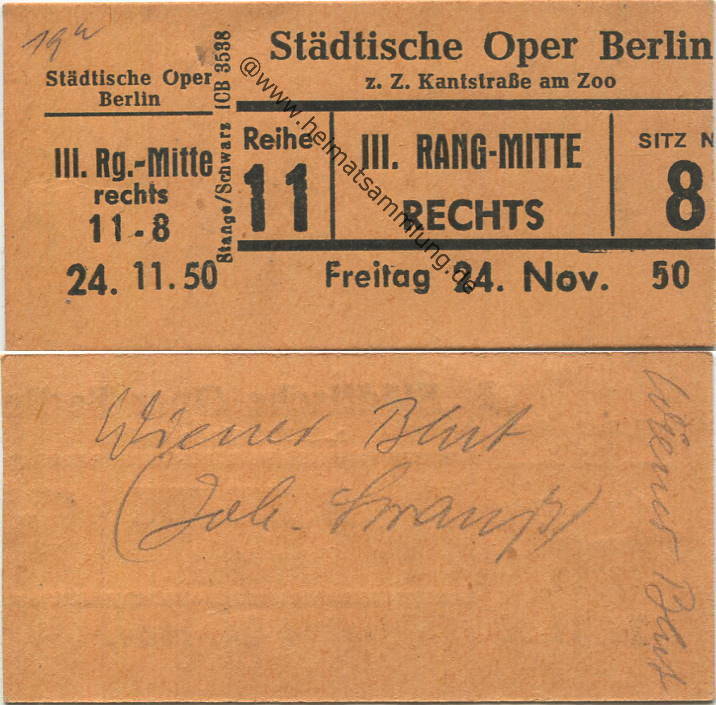 19⁰⁰
Städtische Oper
Berlin
III. Rg.-Mitte
rechts
11-8
24. 11.50
Stange/Schwarz ICB 3538
Städtische Oper Berlin
z. Z. Kantstraße am Zoo
Reihe
11
III. RANG-MITTE
RECHTS
SITZ N
8
Freitag 24. Nov. 50
@www.heimatsammlung.de
Wiener Blut
(Joh. Strauß)
Wiener Blut